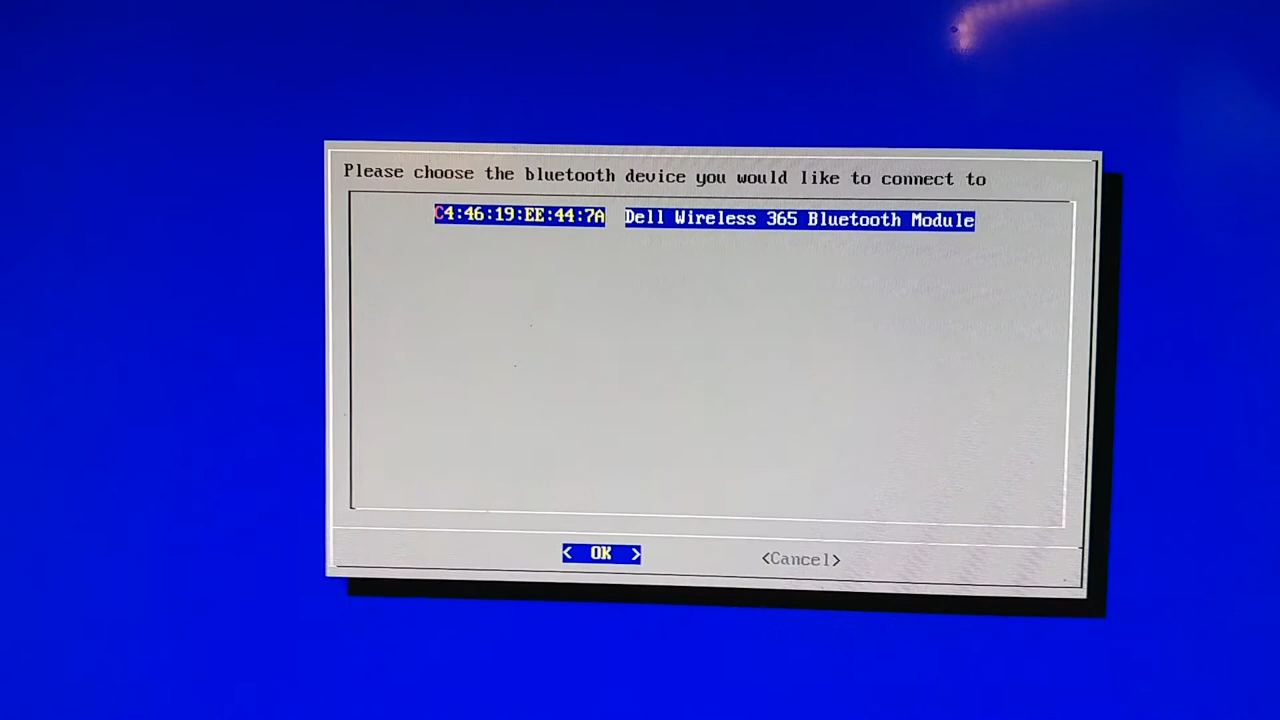 Please choose the bluetooth device you would like to connect to
C4:46:19:EE:44:7A Dell Wireless 365 Bluetooth Module
< OK > <Cancel>